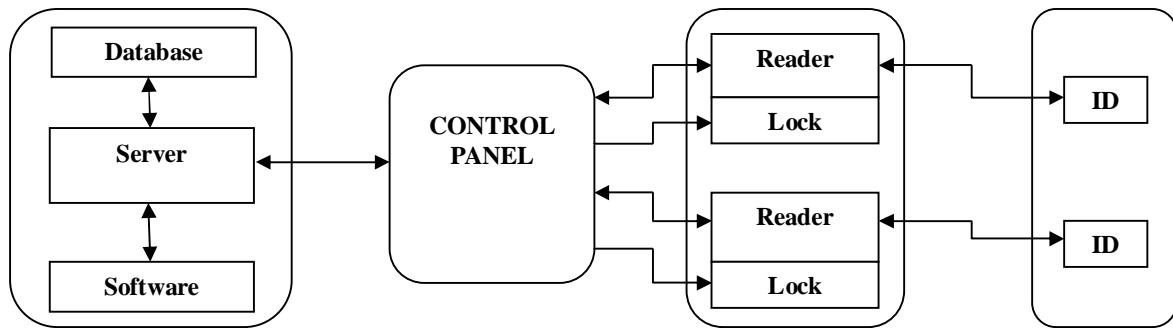 Database
Server
Software
CONTROL
PANEL
Reader
Lock
Reader
Lock
ID
ID